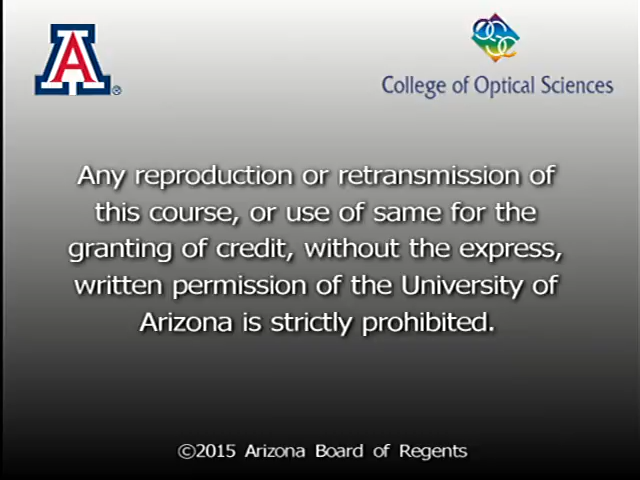 A®
College of Optical Sciences
Any reproduction or retransmission of
this course, or use of same for the
granting of credit, without the express,
written permission of the University of
Arizona is strictly prohibited.
©2015 Arizona Board of Regents